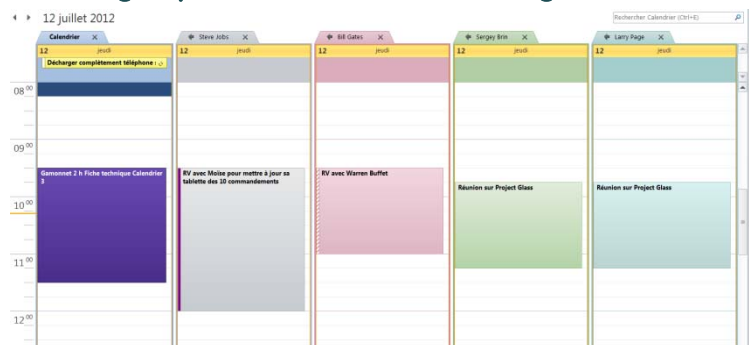 12 juillet 2012
Rechercher Calendrier (Ctrl+E)
Calendrier
Steve Jobs
Bill Gates
Sergey Brin
Larry Page
12 jeudi
12 jeudi
12 jeudi
12 jeudi
12 jeudi
Décharger complètement téléphone
08 00
09 00
Gamonnet 2 h Fiche technique Calendrier
3
RV avec Moïse pour mettre à jour sa
tablette des 10 commandements
RV avec Warren Buffet
Réunion sur Project Glass
Réunion sur Project Glass
10 00
11 00
12 00